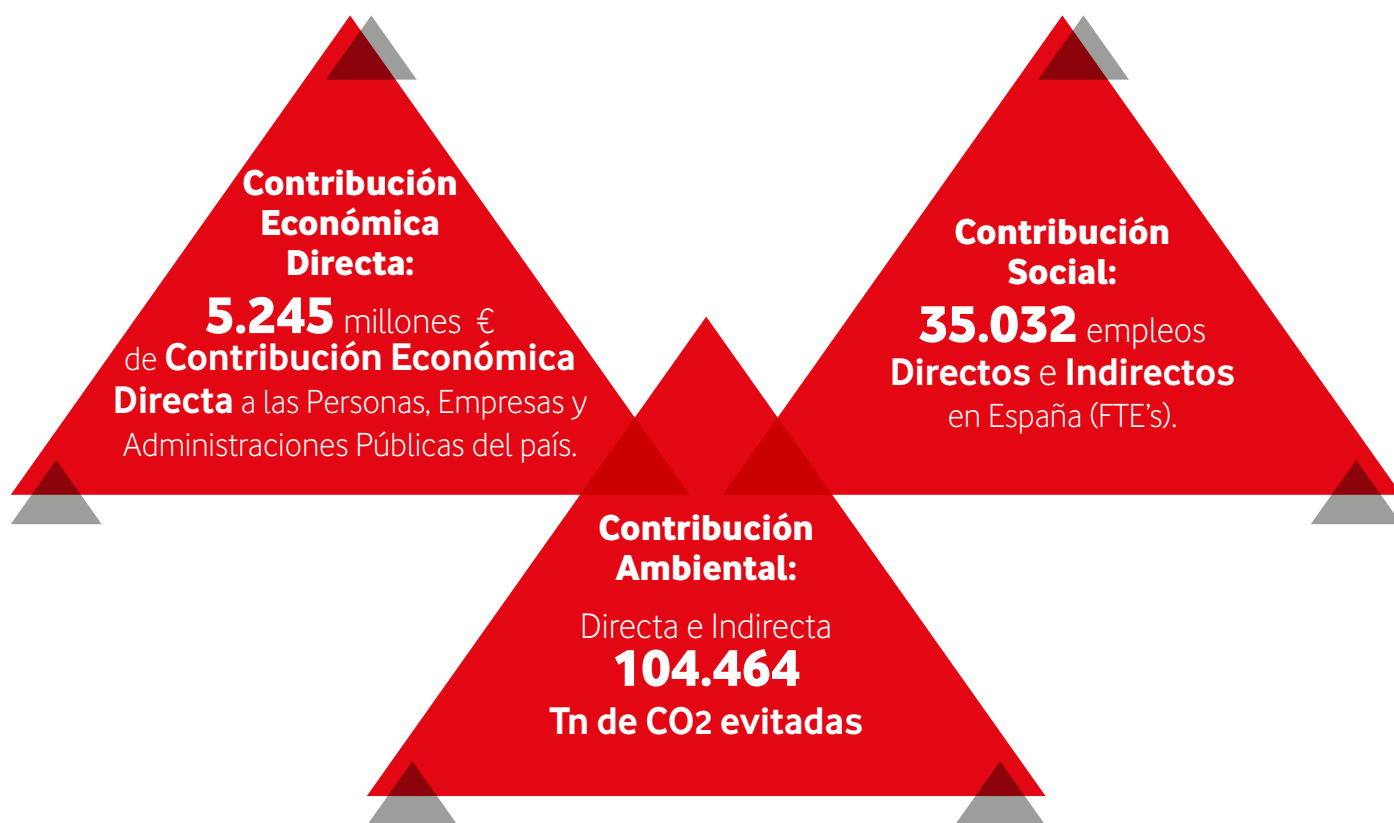 Contribución
Económica
Directa:
5.245 millones €
de Contribución Económica
Directa a las Personas, Empresas y
Administraciones Públicas del país.
Contribución
Social:
35.032 empleos
Directos e Indirectos
en España (FTE’s).
Contribución
Ambiental:
Directa e Indirecta
104.464
Tn de CO2 evitadas